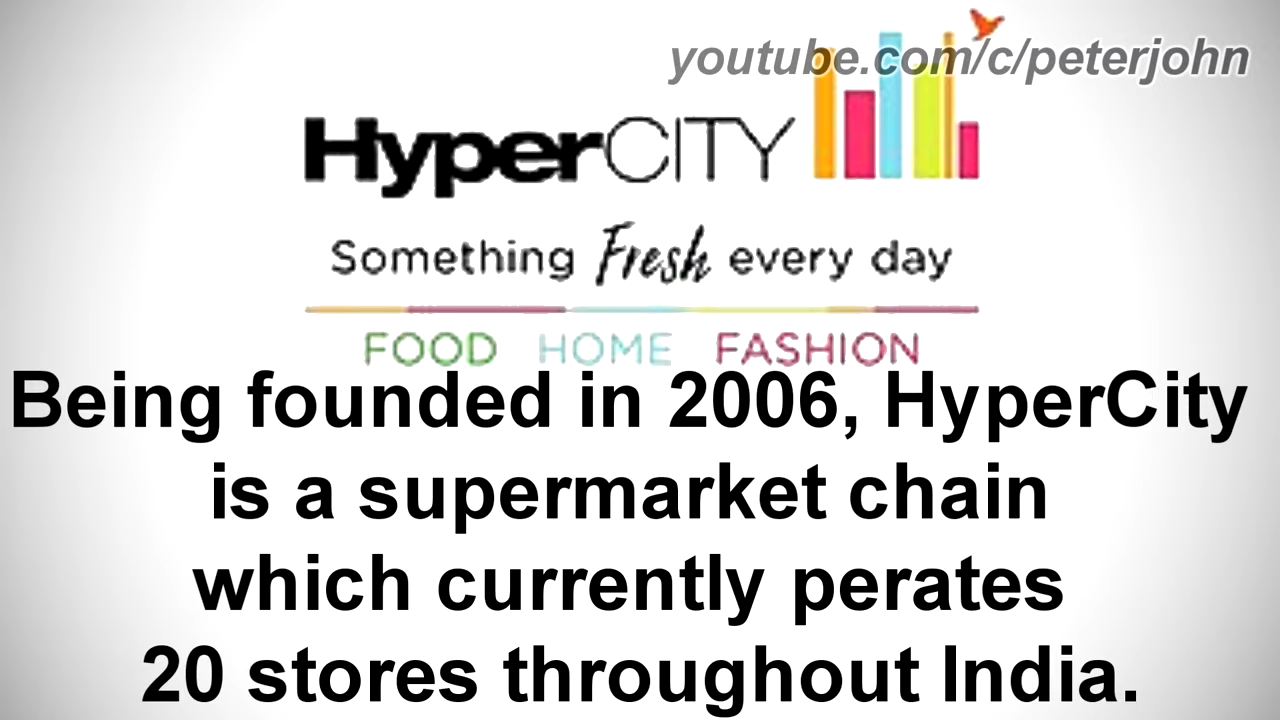 youtube.com/c/peterjohn
HyperCITY
Something Fresh every day
FOOD HOME FASHION
Being founded in 2006, HyperCity
is a supermarket chain
which currently perates
20 stores throughout India.